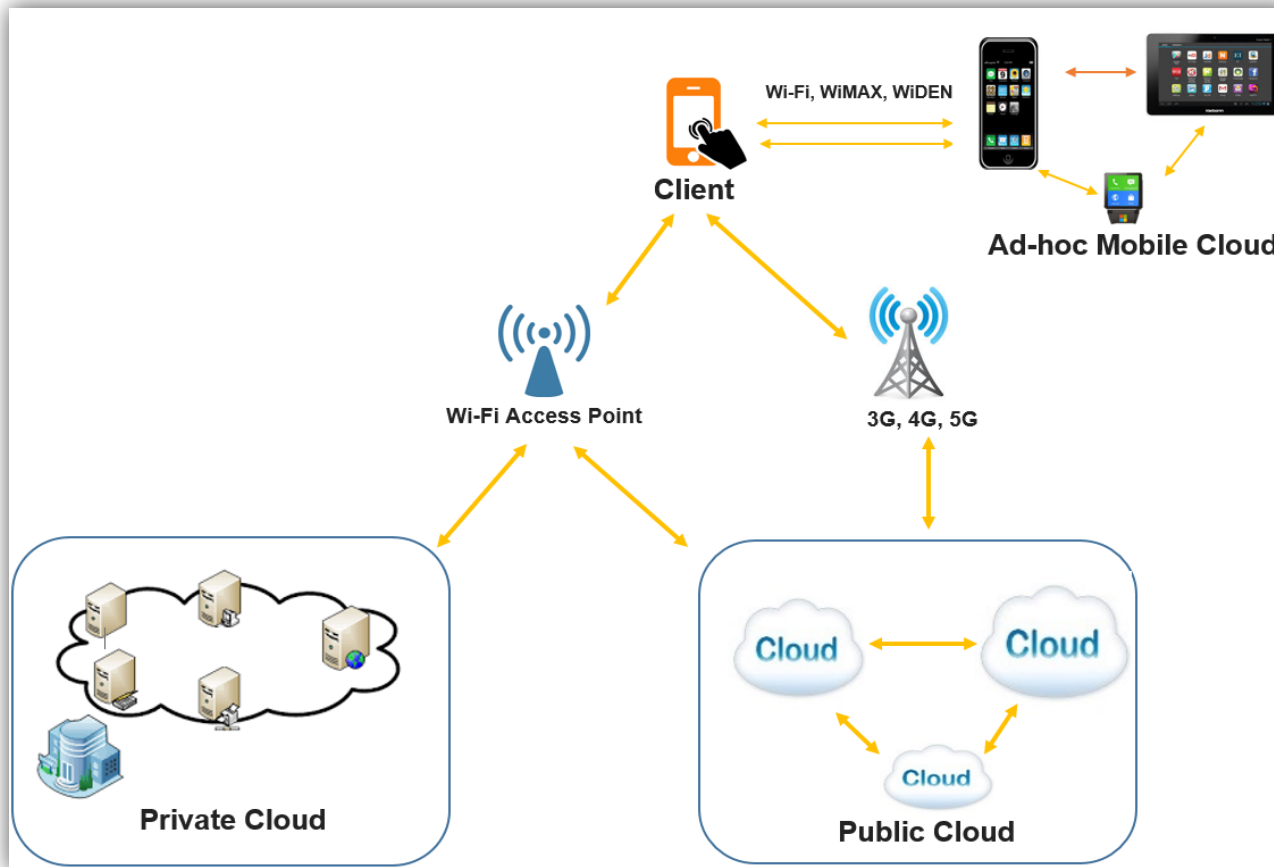 Wi-Fi, WiMAX, WiDEN
Client
Ad-hoc Mobile Cloud
Wi-Fi Access Point
3G, 4G, 5G
Cloud
Cloud
Cloud
Private Cloud
Public Cloud